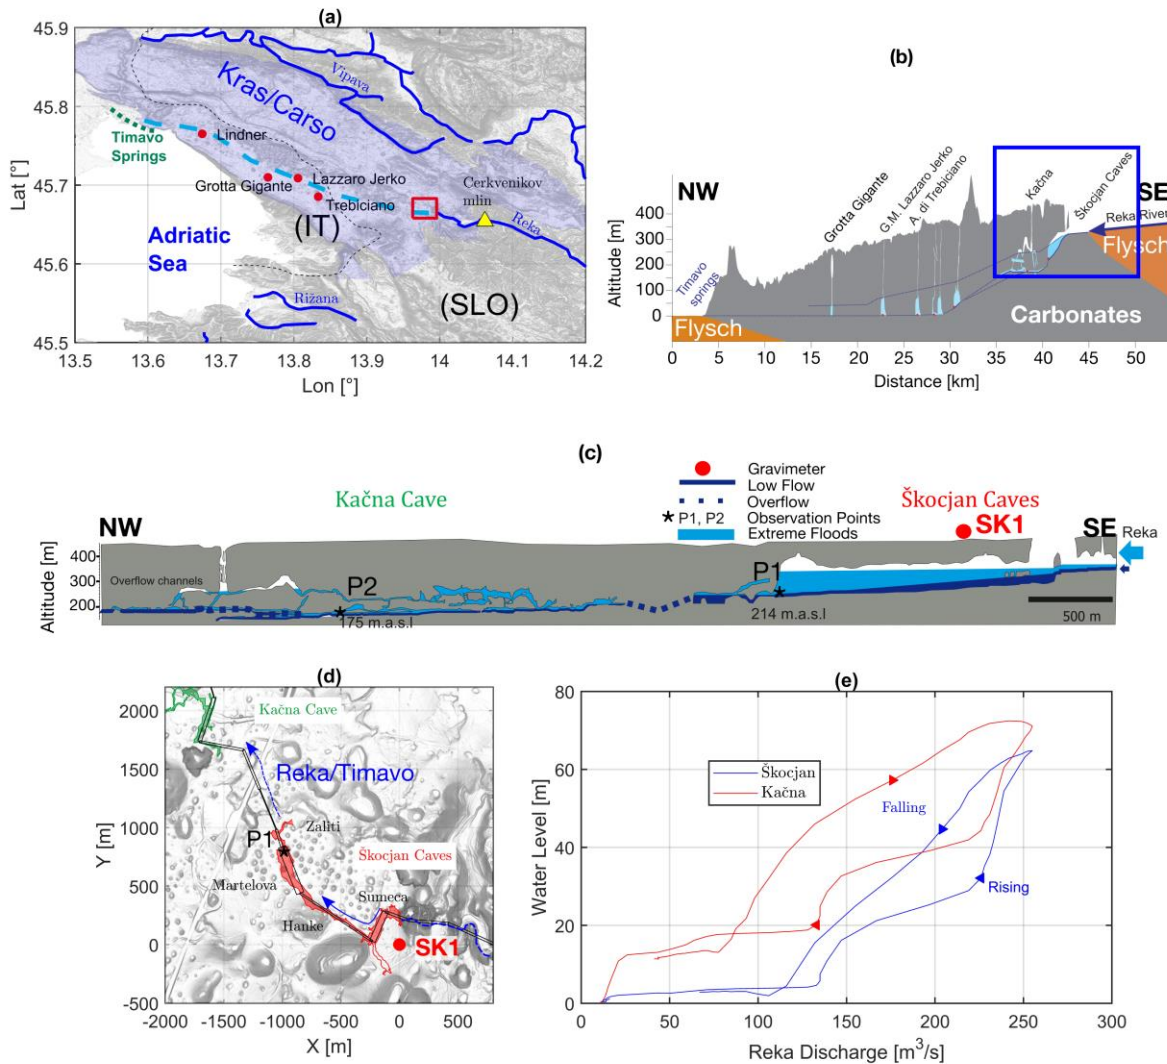 (a)
45.9
45.8
45.7
45.6
45.5
Lat [°]
13.5 13.6 13.7 13.8 13.9 14 14.1 14.2
Lon [°]
Kras/Carso
Vipava
Timavo
Springs
Lindner
Grotta Gigante
Lazzaro Jerko
Trebiciano
Cerkvenikov
mlin
Reka
(IT)
Adriatic
Sea
Rižana
(SLO)
(b)
NW
SE
Grotta Gigante
G.M. Lazzaro Jerko
A. di Trebiciano
Kačna
Škocjan Caves
Reka River
Flysch
Timavo
springs
Altitude [m]
400
300
200
100
0
Flysch
Carbonates
0 5 10 15 20 25 30 35 40 45 50
Distance [km]
(c)
Gravimeter
Low Flow
Overflow
P1, P2 Observation Points
Extreme Floods
Kačna Cave
Škocjan Caves
SK1
NW
SE
Reka
Altitude [m]
400
300
200
Overflow channels
P2
P1
175 m.a.s.l
214 m.a.s.l
500 m
(d)
2000
1500
1000
500
0
-500
Y [m]
-2000 -1500 -1000 -500 0 500
X [m]
Kačna Cave
Reka/Timavo
Zaliti
P1
Škocjan Caves
Martelova
Sumeca
Hanke
SK1
(e)
80
60
40
20
0
Water Level [m]
Škocjan
Kačna
Falling
Rising
0 50 100 150 200 250 300
Reka Discharge [m³/s]